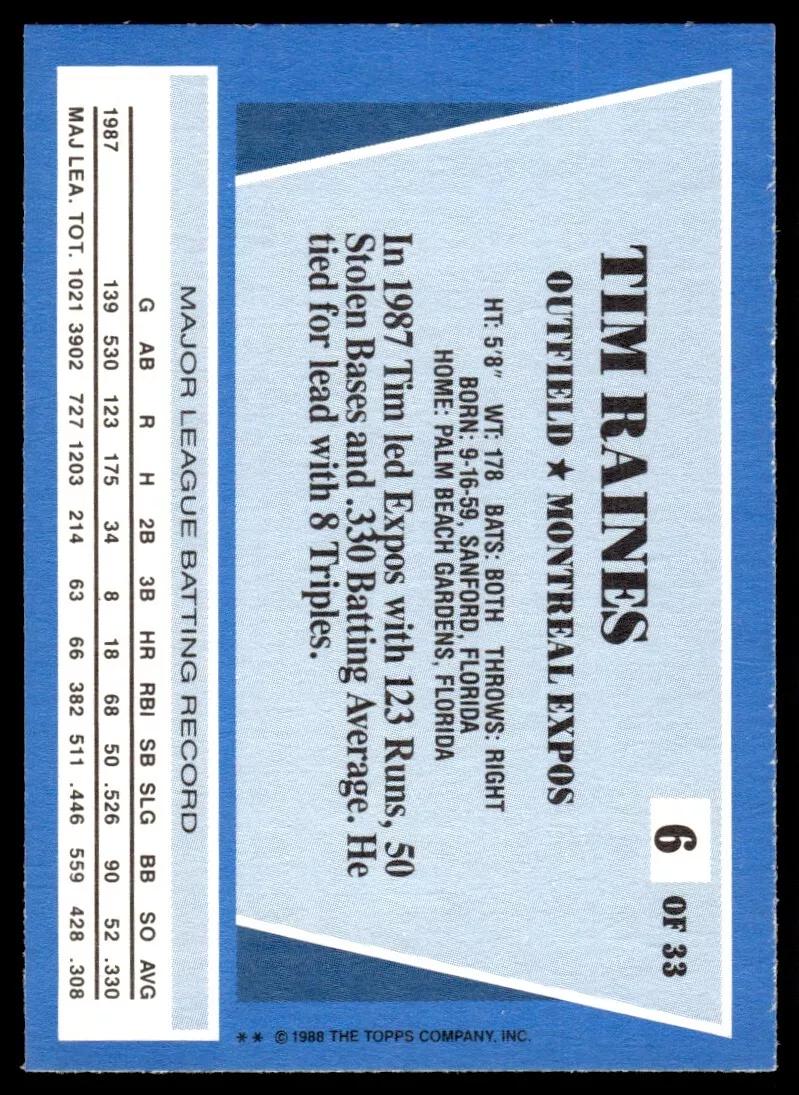 6 OF 33
TIM RAINES
OUTFIELD ★ MONTREAL EXPOS
HT: 5'8" WT: 178 BATS: BOTH THROWS: RIGHT
BORN: 9-16-59, SANFORD, FLORIDA
HOME: PALM BEACH GARDENS, FLORIDA
In 1987 Tim led Expos with 123 Runs, 50
Stolen Bases and .330 Batting Average. He
tied for lead with 8 Triples.
MAJOR LEAGUE BATTING RECORD
G AB R H 2B 3B HR RBI SB SLG BB SO AVG
1987 139 530 123 175 34 8 18 68 50 .526 90 52 .330
MAJ LEA. TOT. 1021 3902 727 1203 214 63 66 382 511 .446 559 428 .308
** © 1988 THE TOPPS COMPANY, INC.